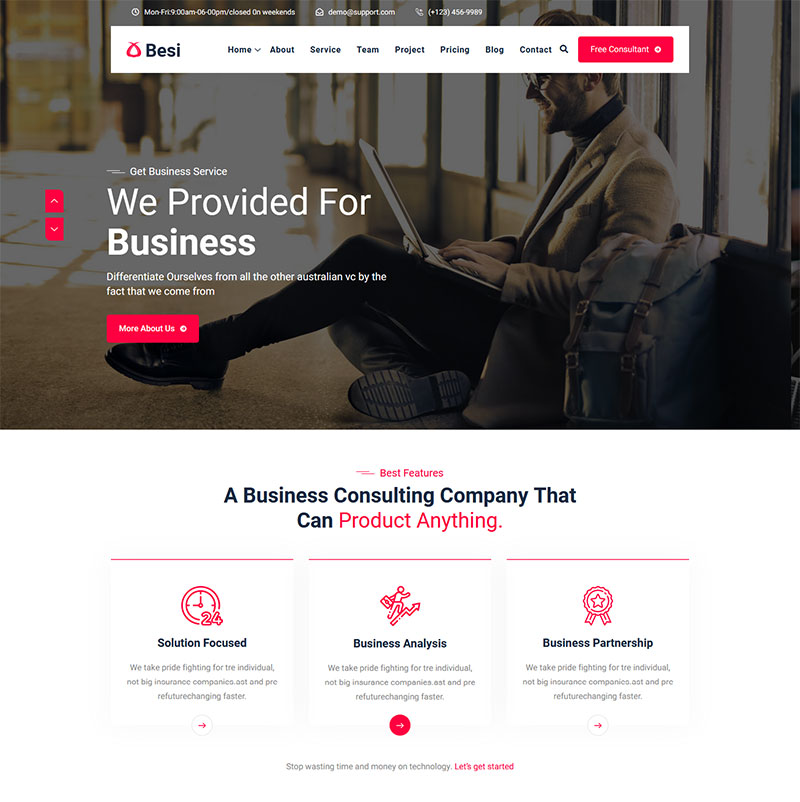 Mon-Fri:9:00am-06-00pm/closed 0n weekends
demo@support.com
(+123) 456-9989
Besi
Home
About
Service
Team
Project
Pricing
Blog
Contact
Free Consultant
Get Business Service
We Provided For
Business
Differentiate Ourselves from all the other australian vc by the
fact that we come from
More About Us
Best Features
A Business Consulting Company That
Can Product Anything.
24
Solution Focused
We take pride fighting for tre individual,
not big insurance companies.ast and pre
refuturechanging faster.
Business Analysis
We take pride fighting for tre individual,
not big insurance companies.ast and pre
refuturechanging faster.
Business Partnership
We take pride fighting for tre individual,
not big insurance companies.ast and pre
refuturechanging faster.
Stop wasting time and money on technology. Let's get started